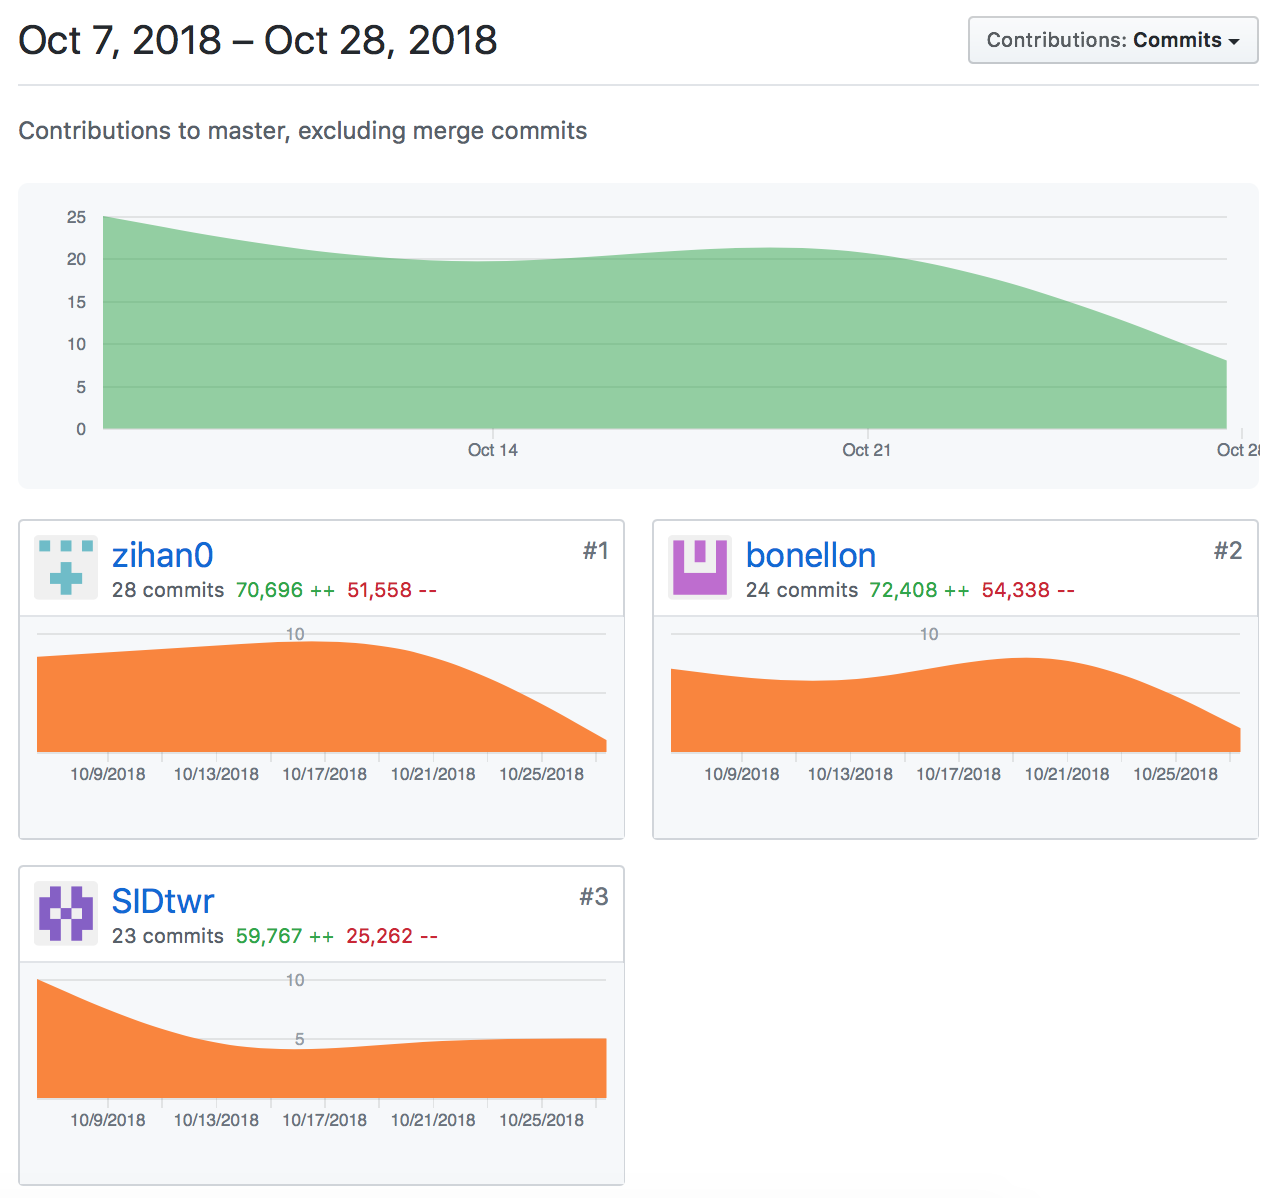 Oct 7, 2018 – Oct 28, 2018
Contributions: Commits
Contributions to master, excluding merge commits
25
20
15
10
5
0
Oct 14
Oct 21
Oct 2
zihan0
#1
28 commits 70,696 ++ 51,558 --
10
10/9/2018 10/13/2018 10/17/2018 10/21/2018 10/25/2018
bonellon
#2
24 commits 72,408 ++ 54,338 --
10
10/9/2018 10/13/2018 10/17/2018 10/21/2018 10/25/2018
SIDtwr
#3
23 commits 59,767 ++ 25,262 --
10
5
10/9/2018 10/13/2018 10/17/2018 10/21/2018 10/25/2018